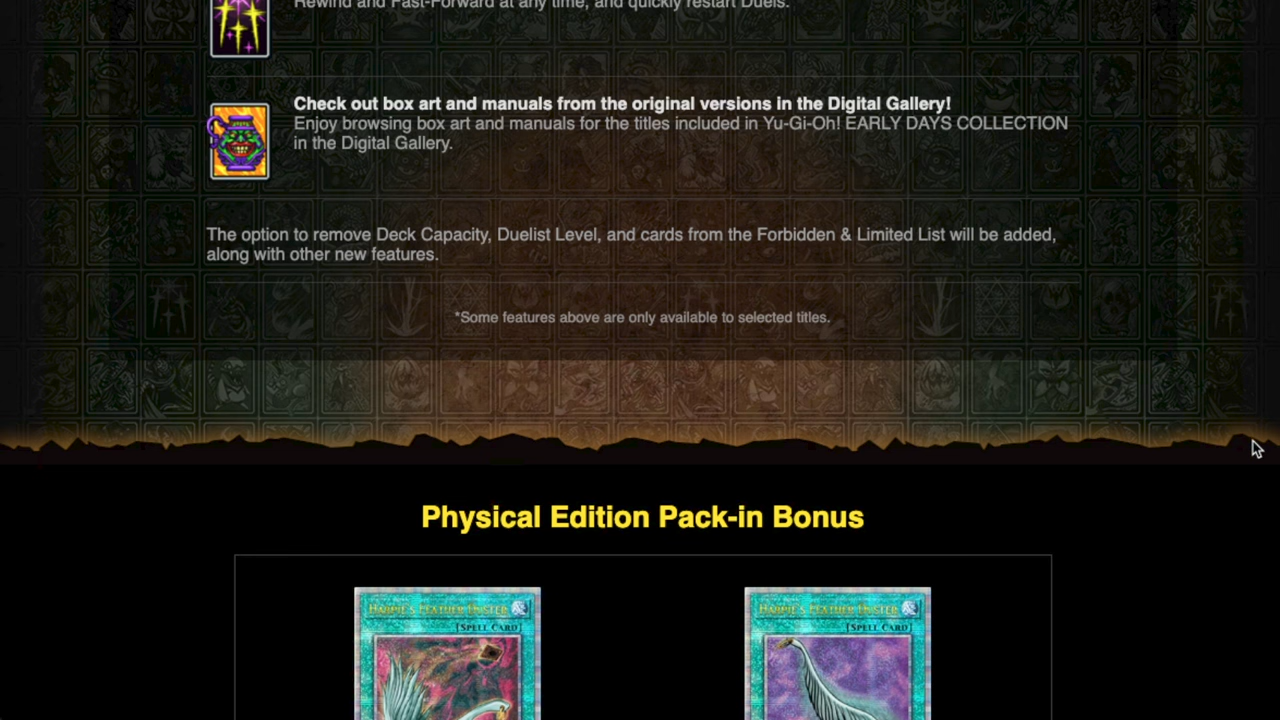 Rewind and Fast-Forward at any time, and quickly restart Duels.
Check out box art and manuals from the original versions in the Digital Gallery!
Enjoy browsing box art and manuals for the titles included in Yu-Gi-Oh! EARLY DAYS COLLECTION
in the Digital Gallery.
The option to remove Deck Capacity, Duelist Level, and cards from the Forbidden & Limited List will be added,
along with other new features.
*Some features above are only available to selected titles.
Physical Edition Pack-in Bonus
Harpie's Feather Duster
[Spell Card]
Harpie's Feather Duster
[Spell Card]